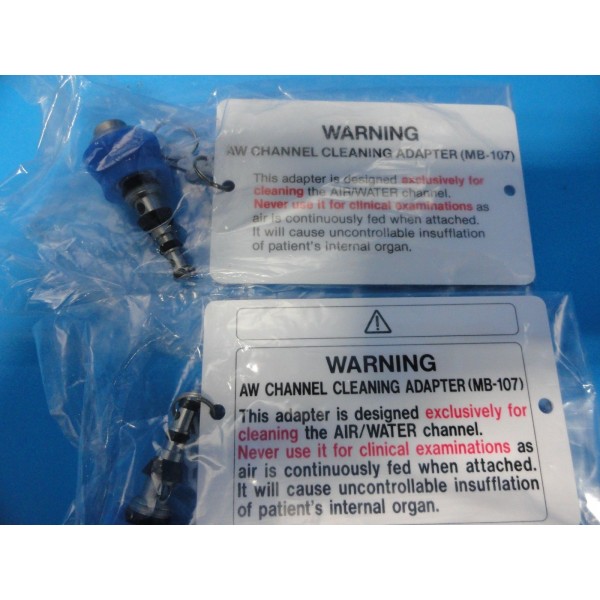 WARNING
AW CHANNEL CLEANING ADAPTER (MB-107)
This adapter is designed exclusively for
cleaning the AIR/WATER channel.
Never use it for clinical examinations as
air is continuously fed when attached.
It will cause uncontrollable insufflation
of patient's internal organ.
WARNING
AW CHANNEL CLEANING ADAPTER (MB-107)
This adapter is designed exclusively for
cleaning the AIR/WATER channel.
Never use it for clinical examinations as
air is continuously fed when attached.
It will cause uncontrollable insufflation
of patient's internal organ.